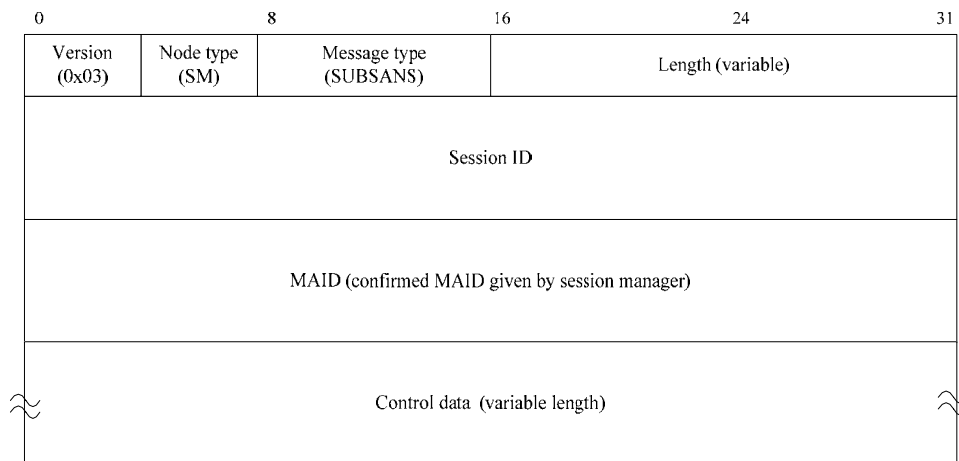 0 8 16 24 31
Version Node type Message type Length (variable)
(0x03) (SM) (SUBSANS)
Session ID
MAID (confirmed MAID given by session manager)
Control data (variable length)